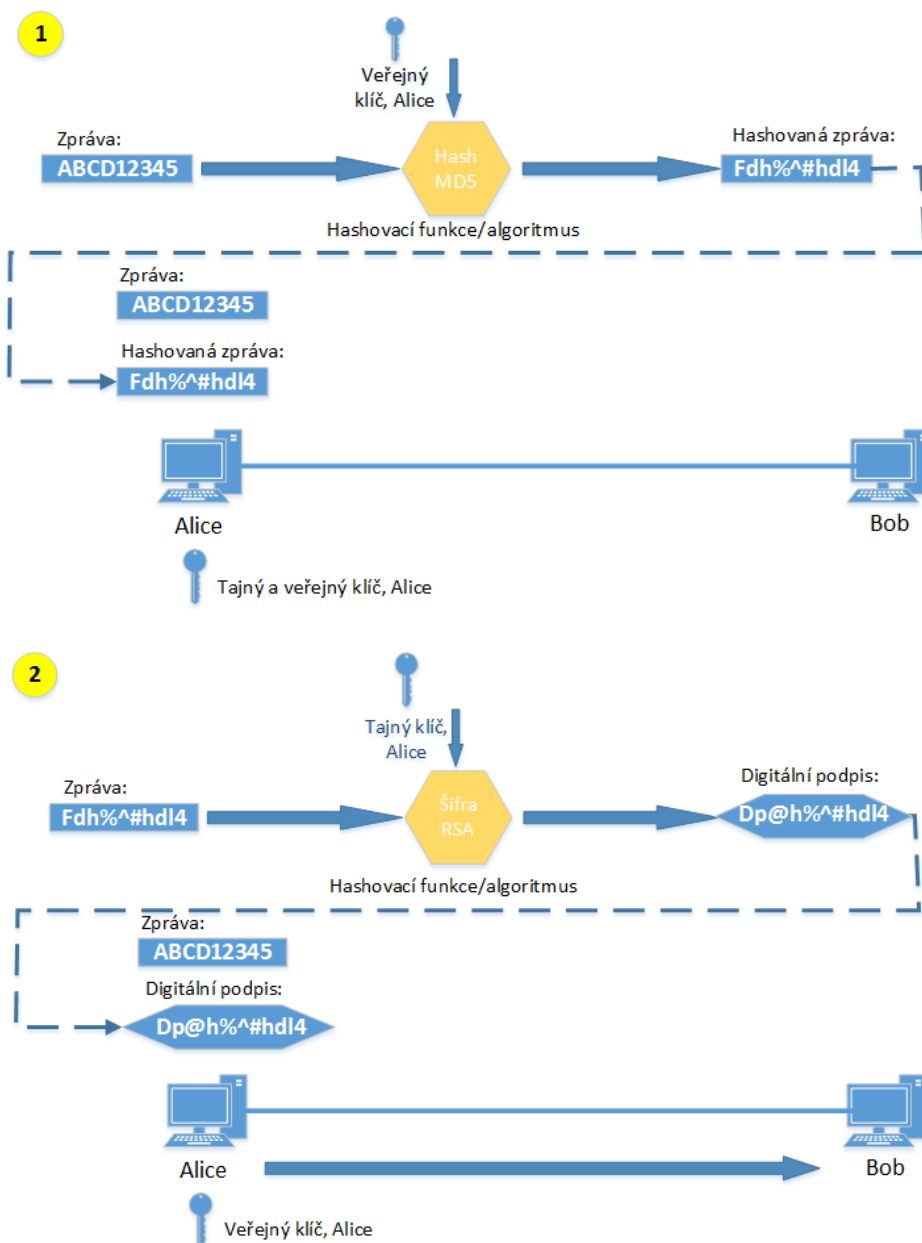 1
Veřejný
klíč, Alice
Zpráva:
ABCD12345
Hash
MD5
Hashovaná zpráva:
Fdh%^#hdl4
Hashovací funkce/algoritmus
Zpráva:
ABCD12345
Hashovaná zpráva:
Fdh%^#hdl4
Alice
Bob
Tajný a veřejný klíč, Alice
2
Tajný klíč,
Alice
Zpráva:
Fdh%^#hdl4
Šifra
RSA
Digitální podpis:
Dp@h%^#hdl4
Hashovací funkce/algoritmus
Zpráva:
ABCD12345
Digitální podpis:
Dp@h%^#hdl4
Alice
Bob
Veřejný klíč, Alice